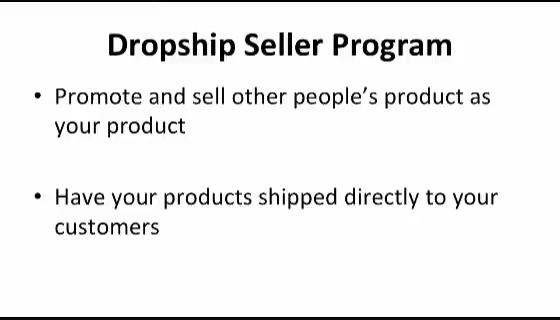 Dropship Seller Program
• Promote and sell other people's product as
your product
• Have your products shipped directly to your
customers